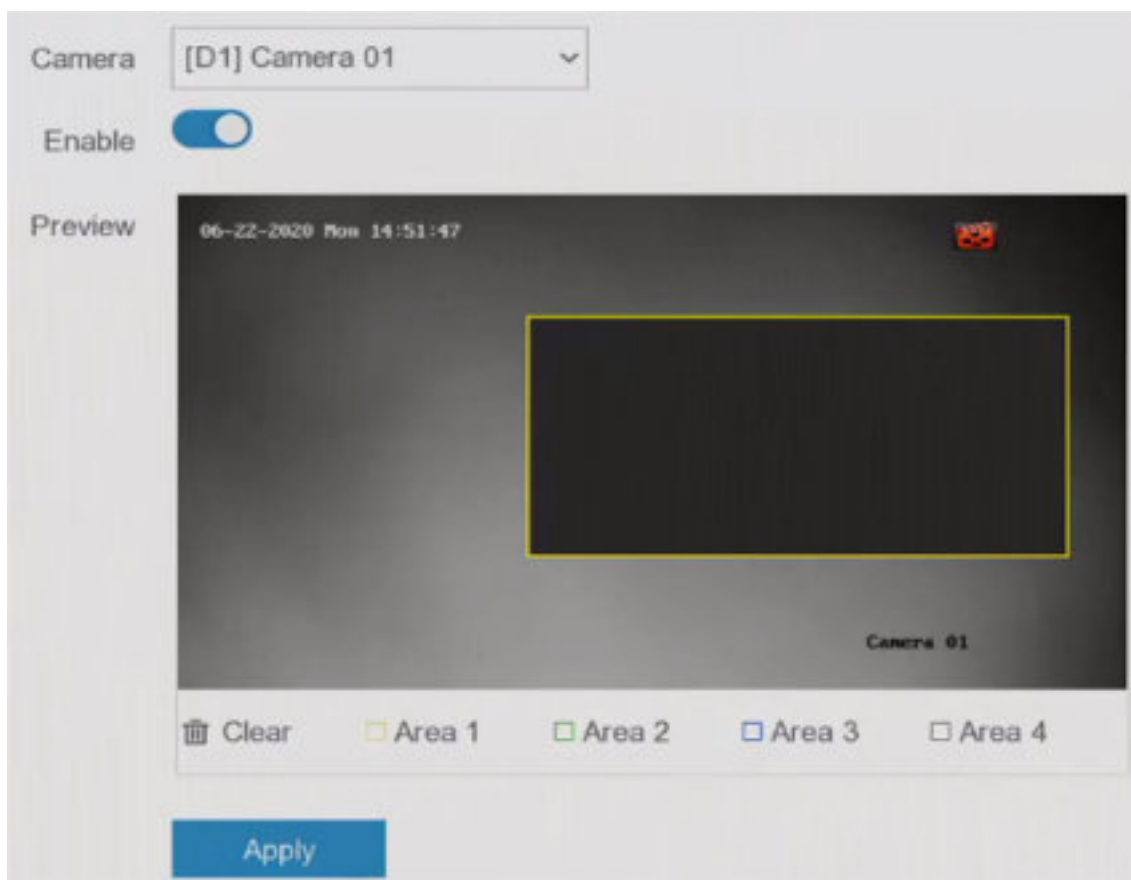 Camera [D1] Camera 01
Enable
Preview
06-22-2020 Mon 14:51:47
Camera 01
Clear Area 1 Area 2 Area 3 Area 4
Apply